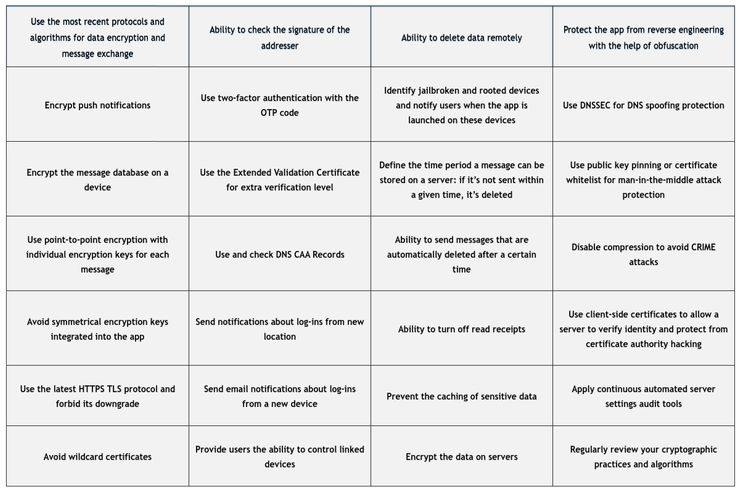 Use the most recent protocols and
algorithms for data encryption and
message exchange
Ability to check the signature of the
addresser
Ability to delete data remotely
Protect the app from reverse engineering
with the help of obfuscation
Encrypt push notifications
Use two-factor authentication with the
OTP code
Identify jailbroken and rooted devices
and notify users when the app is
launched on these devices
Use DNSSEC for DNS spoofing protection
Encrypt the message database on a
device
Use the Extended Validation Certificate
for extra verification level
Define the time period a message can be
stored on a server: if it's not sent within
a given time, it's deleted
Use public key pinning or certificate
whitelist for man-in-the-middle attack
protection
Use point-to-point encryption with
individual encryption keys for each
message
Use and check DNS CAA Records
Ability to send messages that are
automatically deleted after a certain
time
Disable compression to avoid CRIME
attacks
Avoid symmetrical encryption keys
integrated into the app
Send notifications about log-ins from new
location
Ability to turn off read receipts
Use client-side certificates to allow a
server to verify identity and protect from
certificate authority hacking
Use the latest HTTPS TLS protocol and
forbid its downgrade
Send email notifications about log-ins
from a new device
Prevent the caching of sensitive data
Apply continuous automated server
settings audit tools
Avoid wildcard certificates
Provide users the ability to control linked
devices
Encrypt the data on servers
Regularly review your cryptographic
practices and algorithms